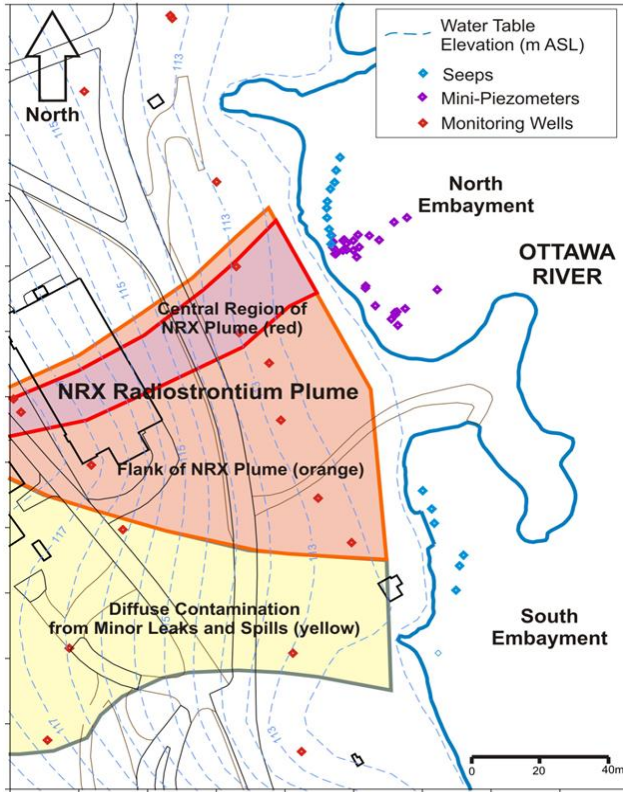 Water Table
Elevation (m ASL)
Seeps
Mini-Piezometers
Monitoring Wells
North
113
115
North
Embayment
OTTAWA
RIVER
113
115
Central Region of
NRX Plume (red)
NRX Radiostrontium Plume
115
Flank of NRX Plume (orange)
117
113
Diffuse Contamination
from Minor Leaks and Spills (yellow)
South
Embayment
117
113
0 20 40m